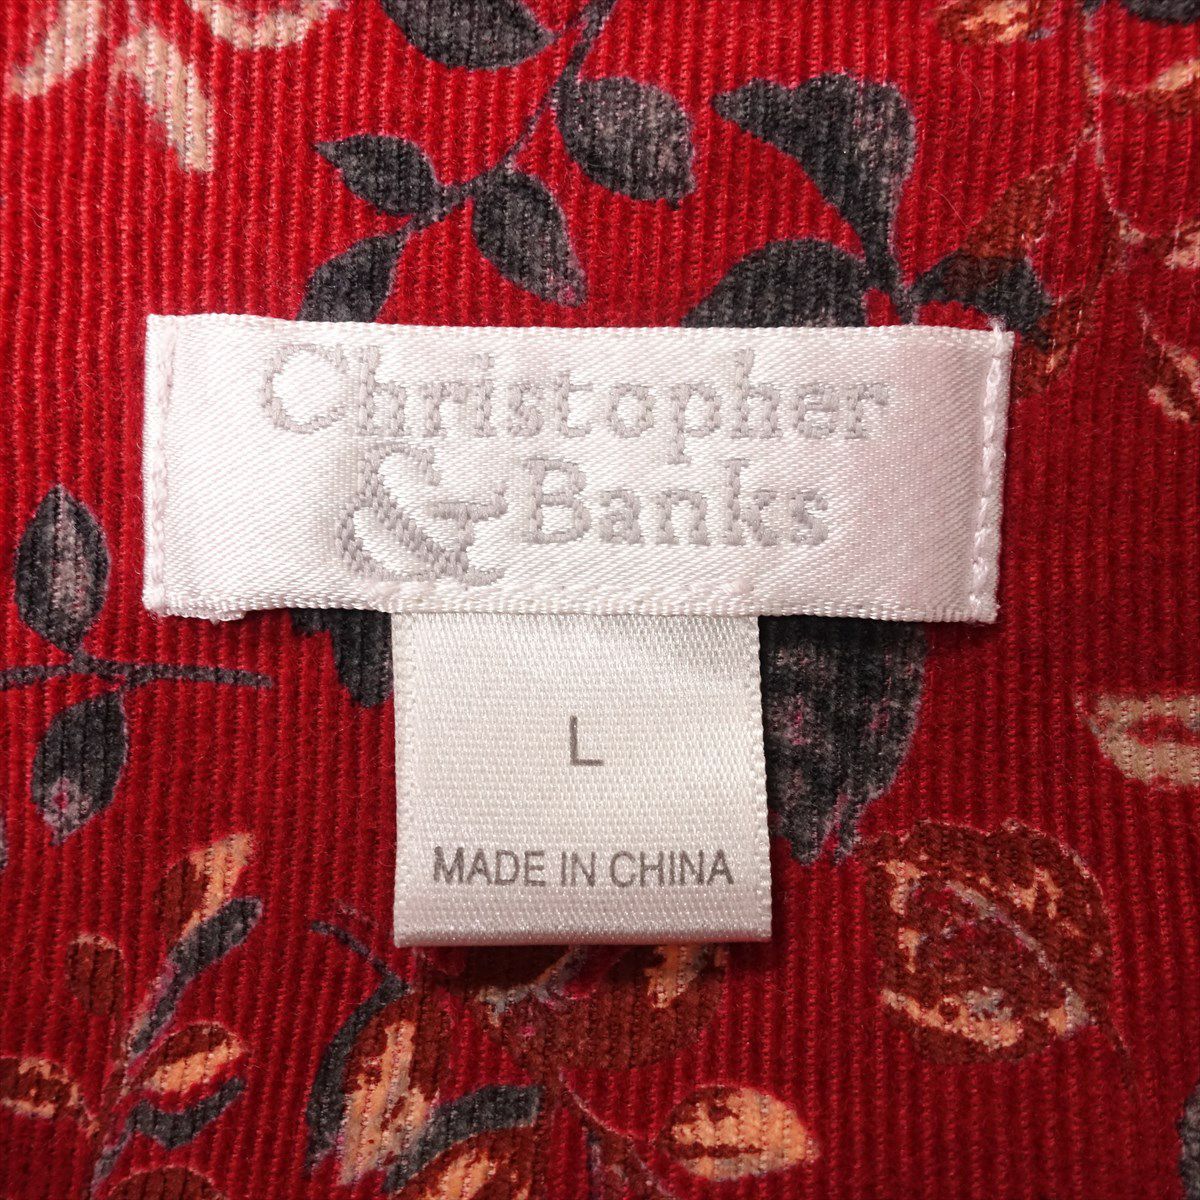 Christopher
& Banks
L
MADE IN CHINA